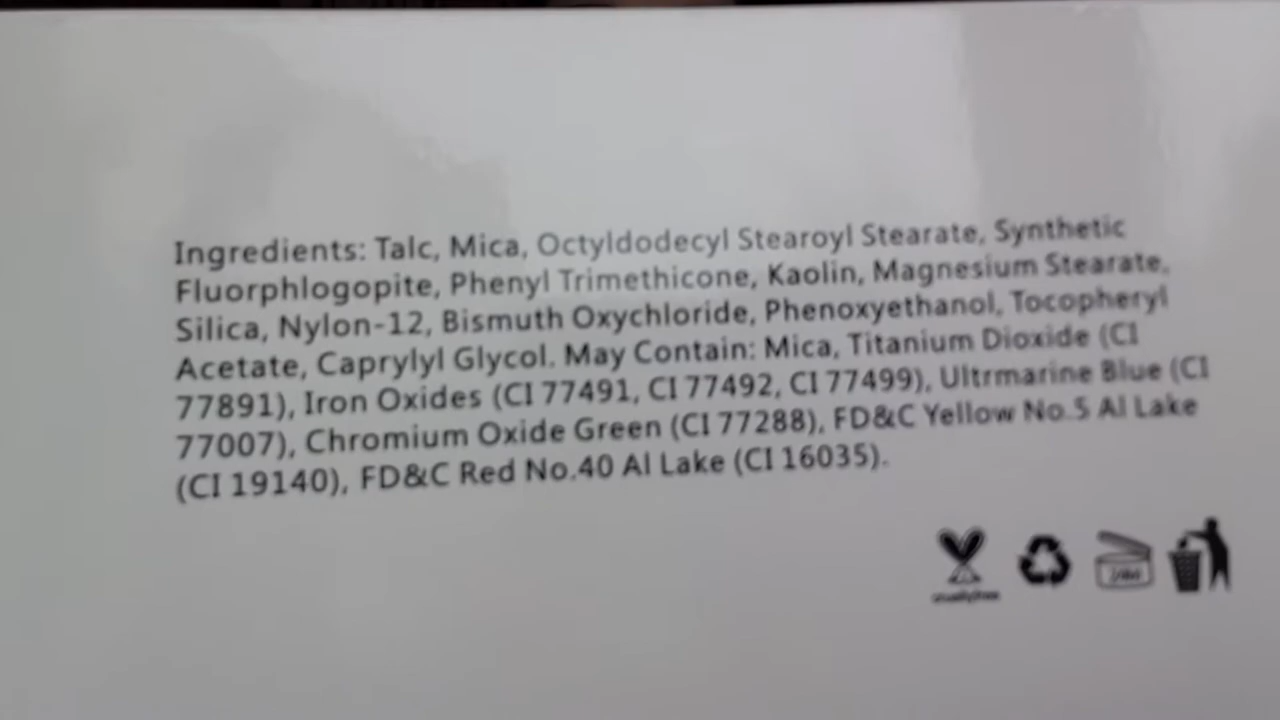 Ingredients: Talc, Mica, Octyldodecyl Stearoyl Stearate, Synthetic
Fluorphlogopite, Phenyl Trimethicone, Kaolin, Magnesium Stearate,
Silica, Nylon-12, Bismuth Oxychloride, Phenoxyethanol, Tocopheryl
Acetate, Caprylyl Glycol. May Contain: Mica, Titanium Dioxide (CI
77891), Iron Oxides (CI 77491, CI 77492, CI 77499), Ultrmarine Blue (CI
77007), Chromium Oxide Green (CI 77288), FD&C Yellow No.5 Al Lake
(CI 19140), FD&C Red No.40 Al Lake (CI 16035).